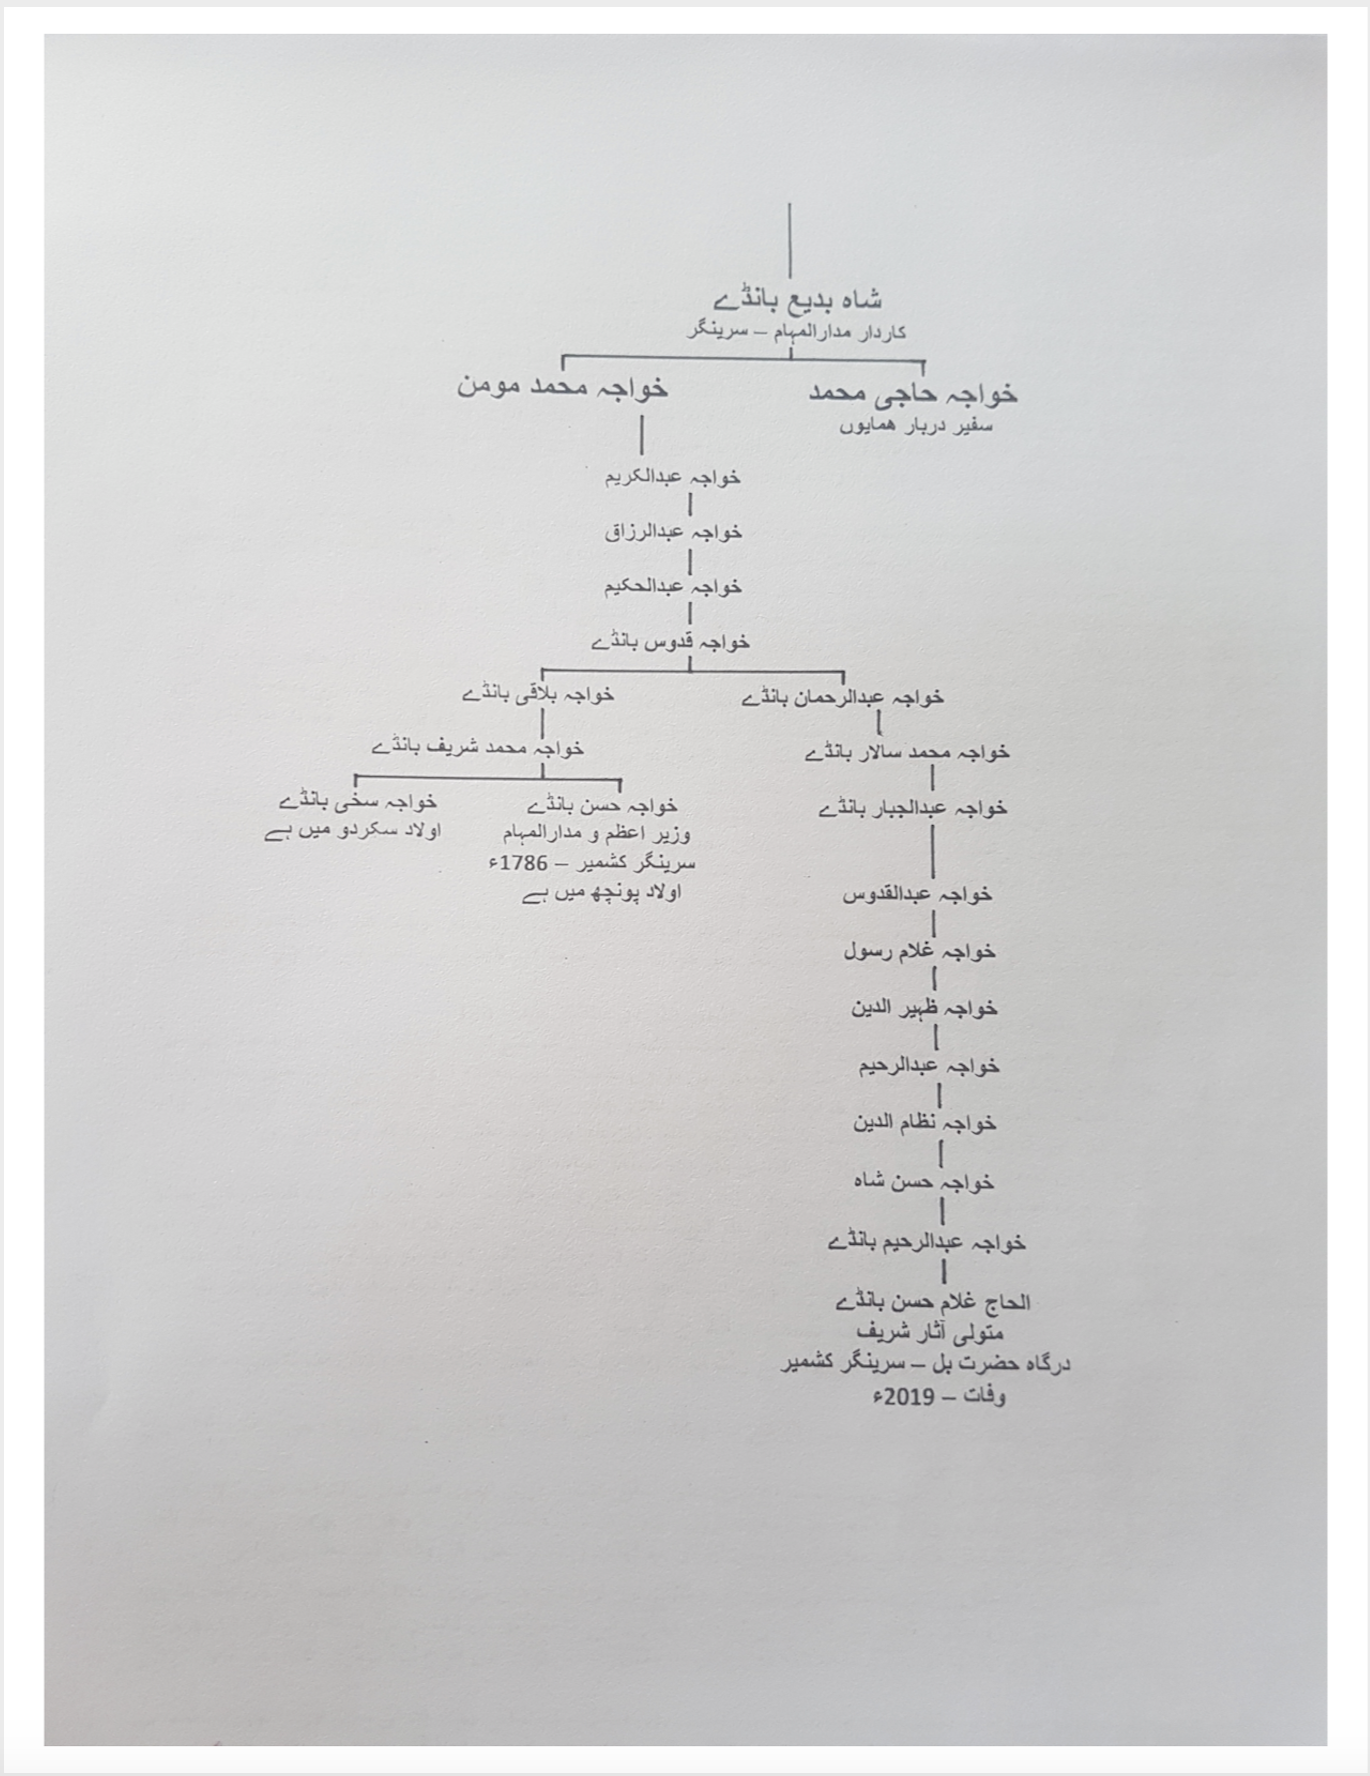 شاہ بدیع بانڈے
کاردار مدارالمہام – سرینگر
خواجہ حاجی محمد
سفیر دربار ھمایوں
خواجہ محمد مومن
خواجہ عبدالکریم
خواجہ عبدالرزاق
خواجہ عبدالحکیم
خواجہ قدوس بانڈے
خواجہ عبدالرحمان بانڈے
خواجہ محمد سالار بانڈے
خواجہ عبدالجبار بانڈے
خواجہ عبدالقدوس
خواجہ غلام رسول
خواجہ ظہیر الدین
خواجہ عبدالرحیم
خواجہ نظام الدین
خواجہ حسن شاہ
خواجہ عبدالرحیم بانڈے
الحاج غلام حسن بانڈے
متولی آثار شریف
درگاہ حضرت بل – سرینگر کشمیر
وفات – 2019ء
خواجہ بلاقی بانڈے
خواجہ محمد شریف بانڈے
خواجہ حسن بانڈے
وزیر اعظم و مدارالمہام
سرینگر کشمیر – 1786ء
اولاد پونچھ میں ہے
خواجہ سخی بانڈے
اولاد سکردو میں ہے